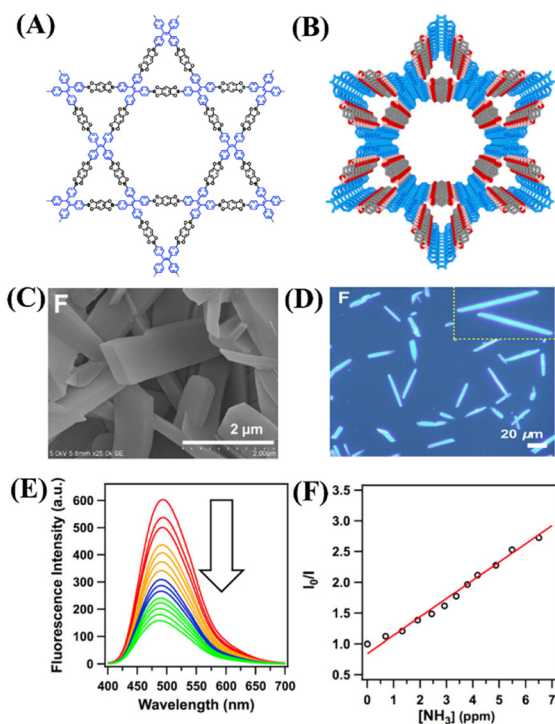 (A)
(B)
(C)
F
2 µm
5.0kV 5.8mm x25.0k SE
2.00µm
(D)
F
20 µm
(E)
Fluorescence Intensity (a.u.)
600
500
400
300
200
100
0
400 450 500 550 600 650 700
Wavelength (nm)
(F)
I₀/I
3.5
3.0
2.5
2.0
1.5
1.0
0.5
0 1 2 3 4 5 6 7
[NH₃] (ppm)